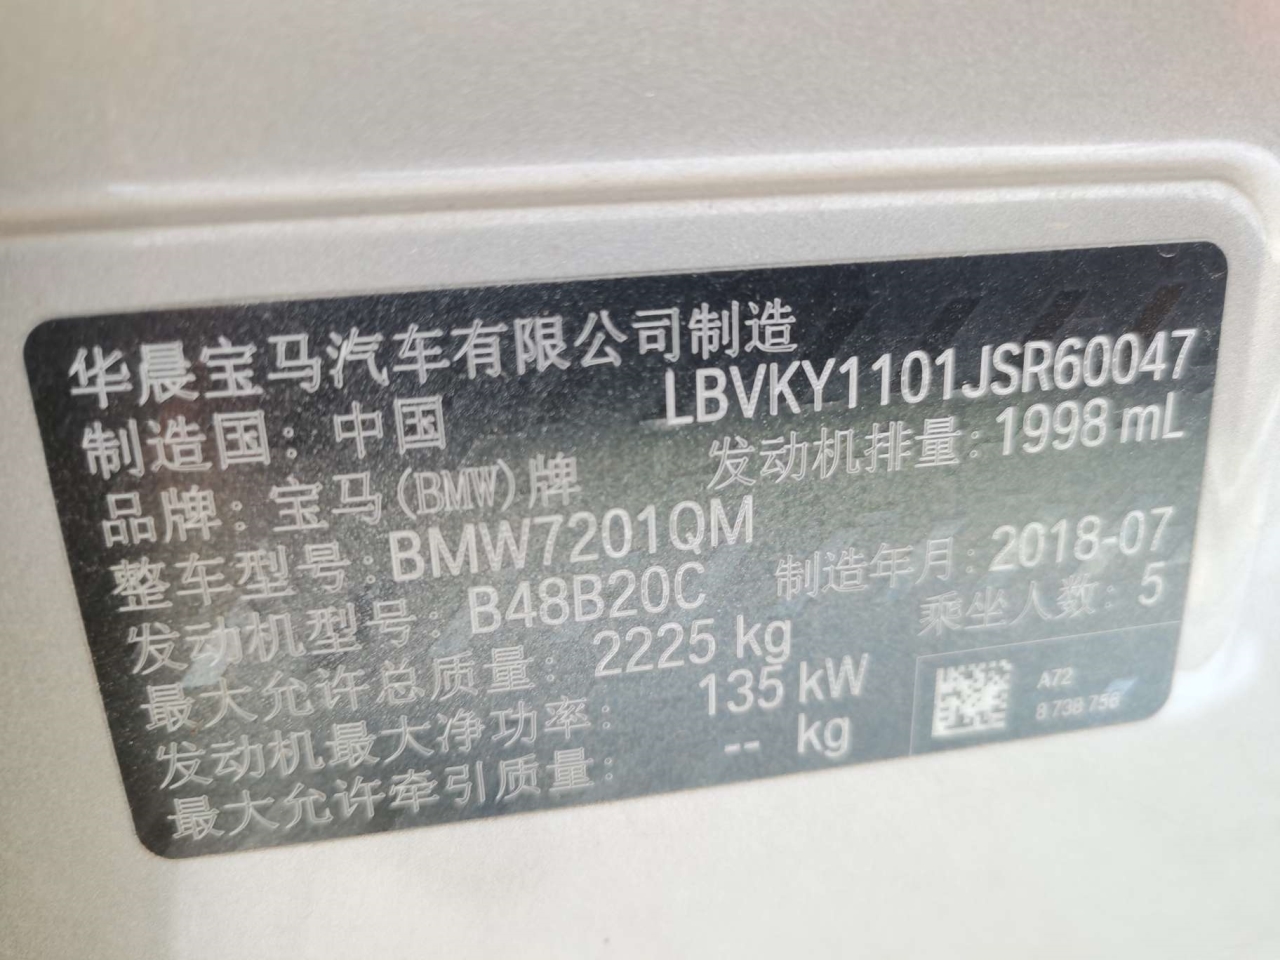 华晨宝马汽车有限公司制造
LBVKY1101JSR60047
制造国：中国
发动机排量：1998 mL
品牌：宝马(BMW)牌
整车型号：BMW7201QM
制造年月：2018-07
发动机型号：B48B20C
乘坐人数：5
最大允许总质量：2225 kg
发动机最大净功率：135 kW
最大允许牵引质量：-- kg
A72
8 738 756